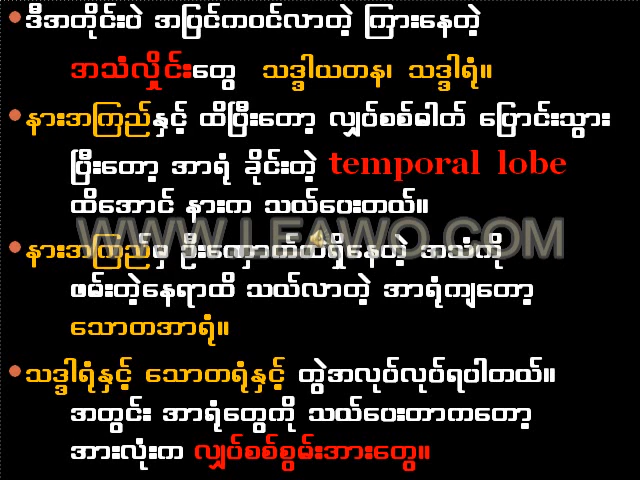 ဒီအတိုင်းပဲ အပြင်ကဝင်လာတဲ့ ကြားနေတဲ့
အသံလှိုင်းတွေ သဒ္ဒါယတန၊ သဒ္ဒါရုံ။
နားအကြည်နှင့် ထိပြီးတော့ လျှပ်စစ်ဓါတ် ပြောင်းသွား
ပြီးတော့ အာရုံ ခိုင်းတဲ့ temporal lobe
ထိအောင် နားက သယ်ပေးတယ်။
WWW.LEAWO.COM
နားအကြည်မှ ဦးနှောက်ထဲရှိနေတဲ့ အသံကို
ဖမ်းတဲ့နေရာထိ သယ်လာတဲ့ အာရုံကျတော့
သောတအာရုံ။
သဒ္ဒါရုံနှင့် သောတရုံနှင့် တွဲအလုပ်လုပ်ရပါတယ်။
အတွင်း အာရုံတွေကို သယ်ပေးတာကတော့
အားလုံးက လျှပ်စစ်စွမ်းအားတွေ။